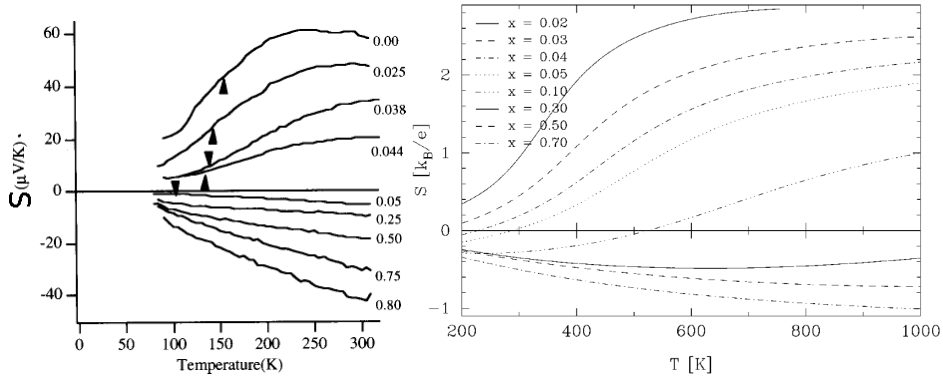 60
40
20
0
-20
-40
S(μV/K).
0.00
0.025
0.038
0.044
0.05
0.25
0.50
0.75
0.80
0 50 100 150 200 250 300
Temperature(K)
x = 0.02
x = 0.03
x = 0.04
x = 0.05
x = 0.10
x = 0.30
x = 0.50
x = 0.70
S [k_B/e]
2
1
0
−1
200 400 600 800 1000
T [K]